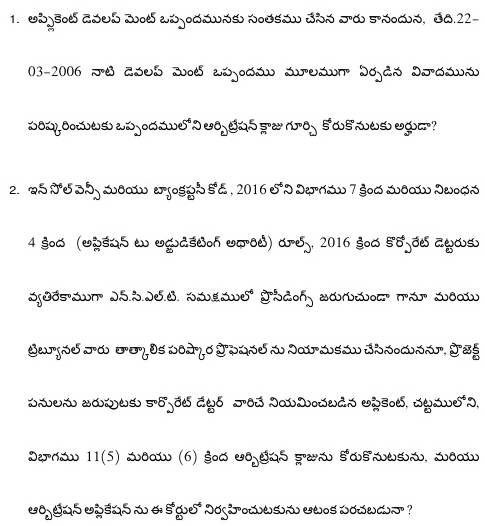 1. అప్పికెంట్ డెవలప్ మెంట్ ఒప్పందమునకు సంతకము చేసిన వారు కానందున, తేది.22-
03-2006 నాటి డెవలప్ మెంట్ ఒప్పందము మూలముగా ఏర్పడిన వివాదమును
పరిష్కరించుటకు ఒప్పందములో ని ఆర్బిట్రేషన్ క్లాజు గూర్చి కోరుకొనుటకు అర్హుడా?
2. ఇన్ సోల్ వెన్సీ మరియు బ్యాంక్రప్టసీ కోడ్ , 2016 లోని విభాగము 7 క్రింద మరియు నిబంధన
4 క్రింద (అప్లికేషన్ టు అడ్జుడికేటింగ్ అథారిటీ) రూల్స్, 2016 క్రింద కొర్పోరేట్ డెట్టరుకు
వ్యతిరేకాముగా ఎన్.సి.ఎల్.టి. సమక్షములో ప్రొసీడింగ్స్ జరుగుచుండా గానూ మరియు
ట్రిబ్యూనల్ వారు తాత్కాలిక పరిష్కార ప్రొఫెషనల్ ను నియామకము చేసినందుననూ, ప్రాజెక్ట్
పనులను జరుపుటకు కార్పొరేట్ డేట్టర్ వారిచే నియమించబడిన అప్లికెంట్, చట్టములోని,
విభాగము 11(5) మరియు (6) క్రింద ఆర్బిట్రేషన్ క్లాజును కోరుకొనుటకును, మరియు
ఆర్బిట్రేషన్ అప్లికేషన్ ను ఈ కోర్టులో నిర్వహించుటకును ఆటంక పరచబడునా ?